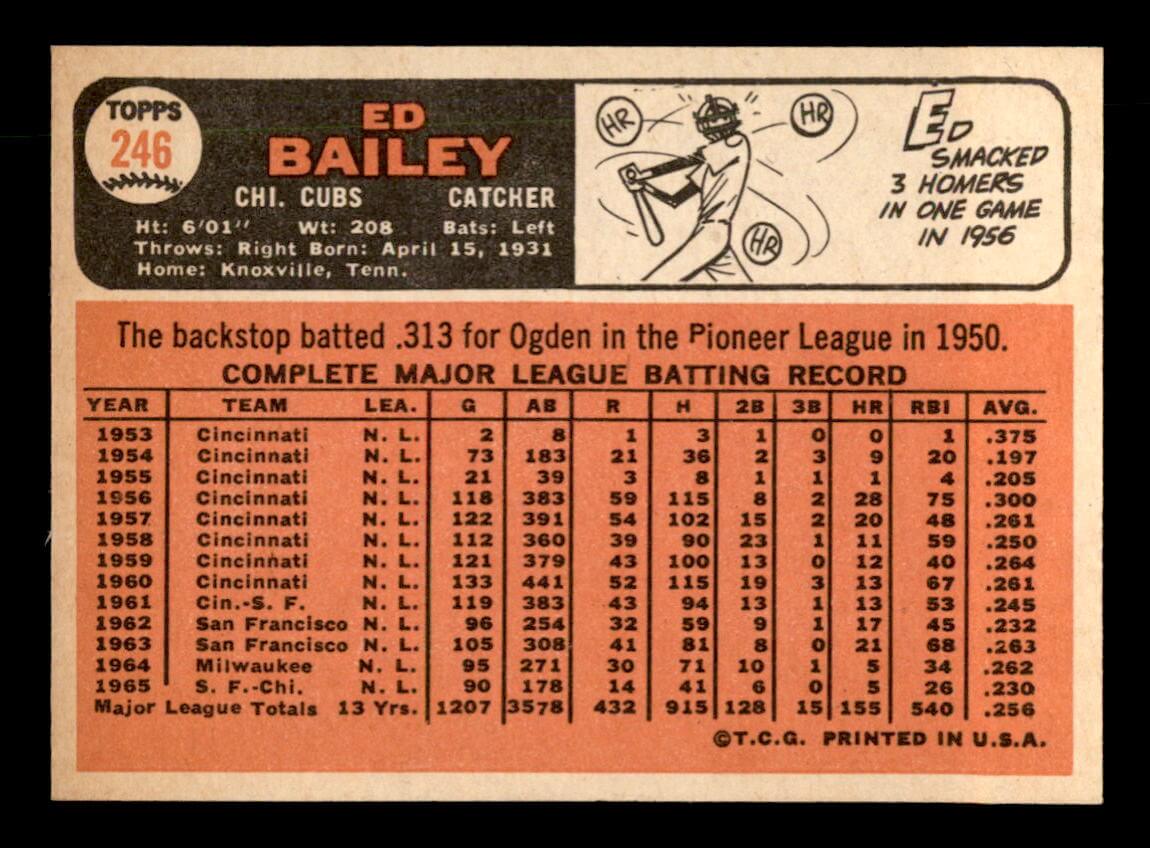 TOPPS
246
ED
BAILEY
CHI. CUBS CATCHER
Ht: 6'01" Wt: 208 Bats: Left
Throws: Right Born: April 15, 1931
Home: Knoxville, Tenn.
HR
HR
HR
ED
SMACKED
3 HOMERS
IN ONE GAME
IN 1956
The backstop batted .313 for Ogden in the Pioneer League in 1950.
COMPLETE MAJOR LEAGUE BATTING RECORD
YEAR TEAM LEA. G AB R H 2B 3B HR RBI AVG.
1953 Cincinnati N. L. 2 8 1 3 1 0 0 1 .375
1954 Cincinnati N. L. 73 183 21 36 2 3 9 20 .197
1955 Cincinnati N. L. 21 39 3 8 1 1 1 4 .205
1956 Cincinnati N. L. 118 383 59 115 8 2 28 75 .300
1957 Cincinnati N. L. 122 391 54 102 15 2 20 48 .261
1958 Cincinnati N. L. 112 360 39 90 23 1 11 59 .250
1959 Cincinnati N. L. 121 379 43 100 13 0 12 40 .264
1960 Cincinnati N. L. 133 441 52 115 19 3 13 67 .261
1961 Cin.-S. F. N. L. 119 383 43 94 13 1 13 53 .245
1962 San Francisco N. L. 96 254 32 59 9 1 17 45 .232
1963 San Francisco N. L. 105 308 41 81 8 0 21 68 .263
1964 Milwaukee N. L. 95 271 30 71 10 1 5 34 .262
1965 S. F.-Chi. N. L. 90 178 14 41 6 0 5 26 .230
Major League Totals 13 Yrs. 1207 3578 432 915 128 15 155 540 .256
©T.C.G. PRINTED IN U.S.A.